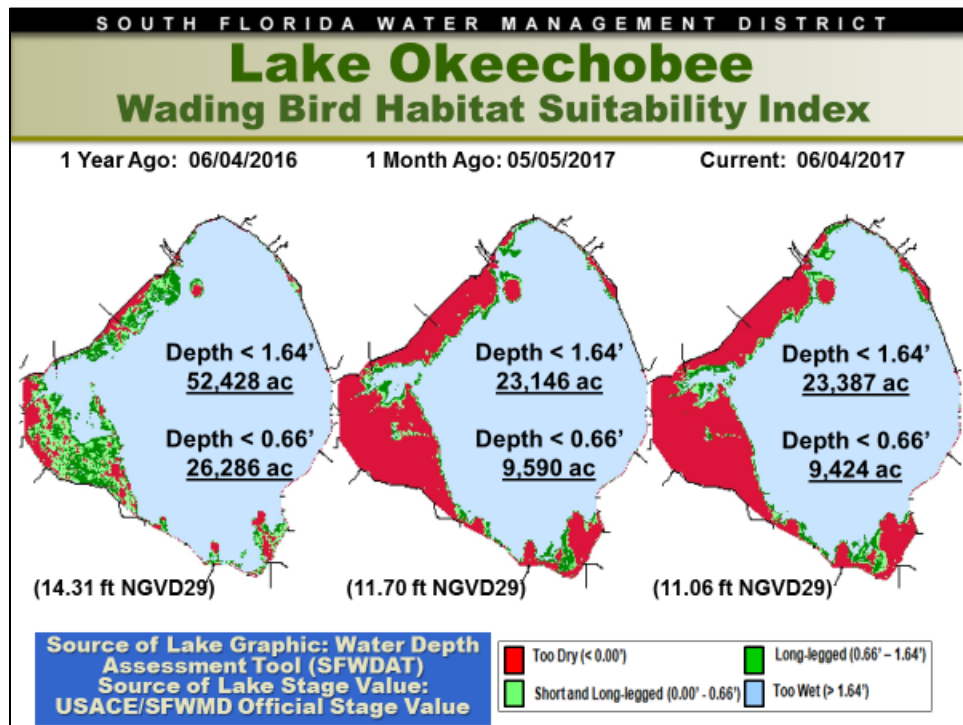 SOUTH FLORIDA WATER MANAGEMENT DISTRICT
Lake Okeechobee
Wading Bird Habitat Suitability Index
1 Year Ago: 06/04/2016
1 Month Ago: 05/05/2017
Current: 06/04/2017
Depth < 1.64’
52,428 ac
Depth < 0.66’
26,286 ac
(14.31 ft NGVD29)
Depth < 1.64’
23,146 ac
Depth < 0.66’
9,590 ac
(11.70 ft NGVD29)
Depth < 1.64’
23,387 ac
Depth < 0.66’
9,424 ac
(11.06 ft NGVD29)
Source of Lake Graphic: Water Depth
Assessment Tool (SFWDAT)
Source of Lake Stage Value:
USACE/SFWMD Official Stage Value
Too Dry (< 0.00’)
Long-legged (0.66’ – 1.64’)
Short and Long-legged (0.00’ - 0.66’)
Too Wet (> 1.64’)